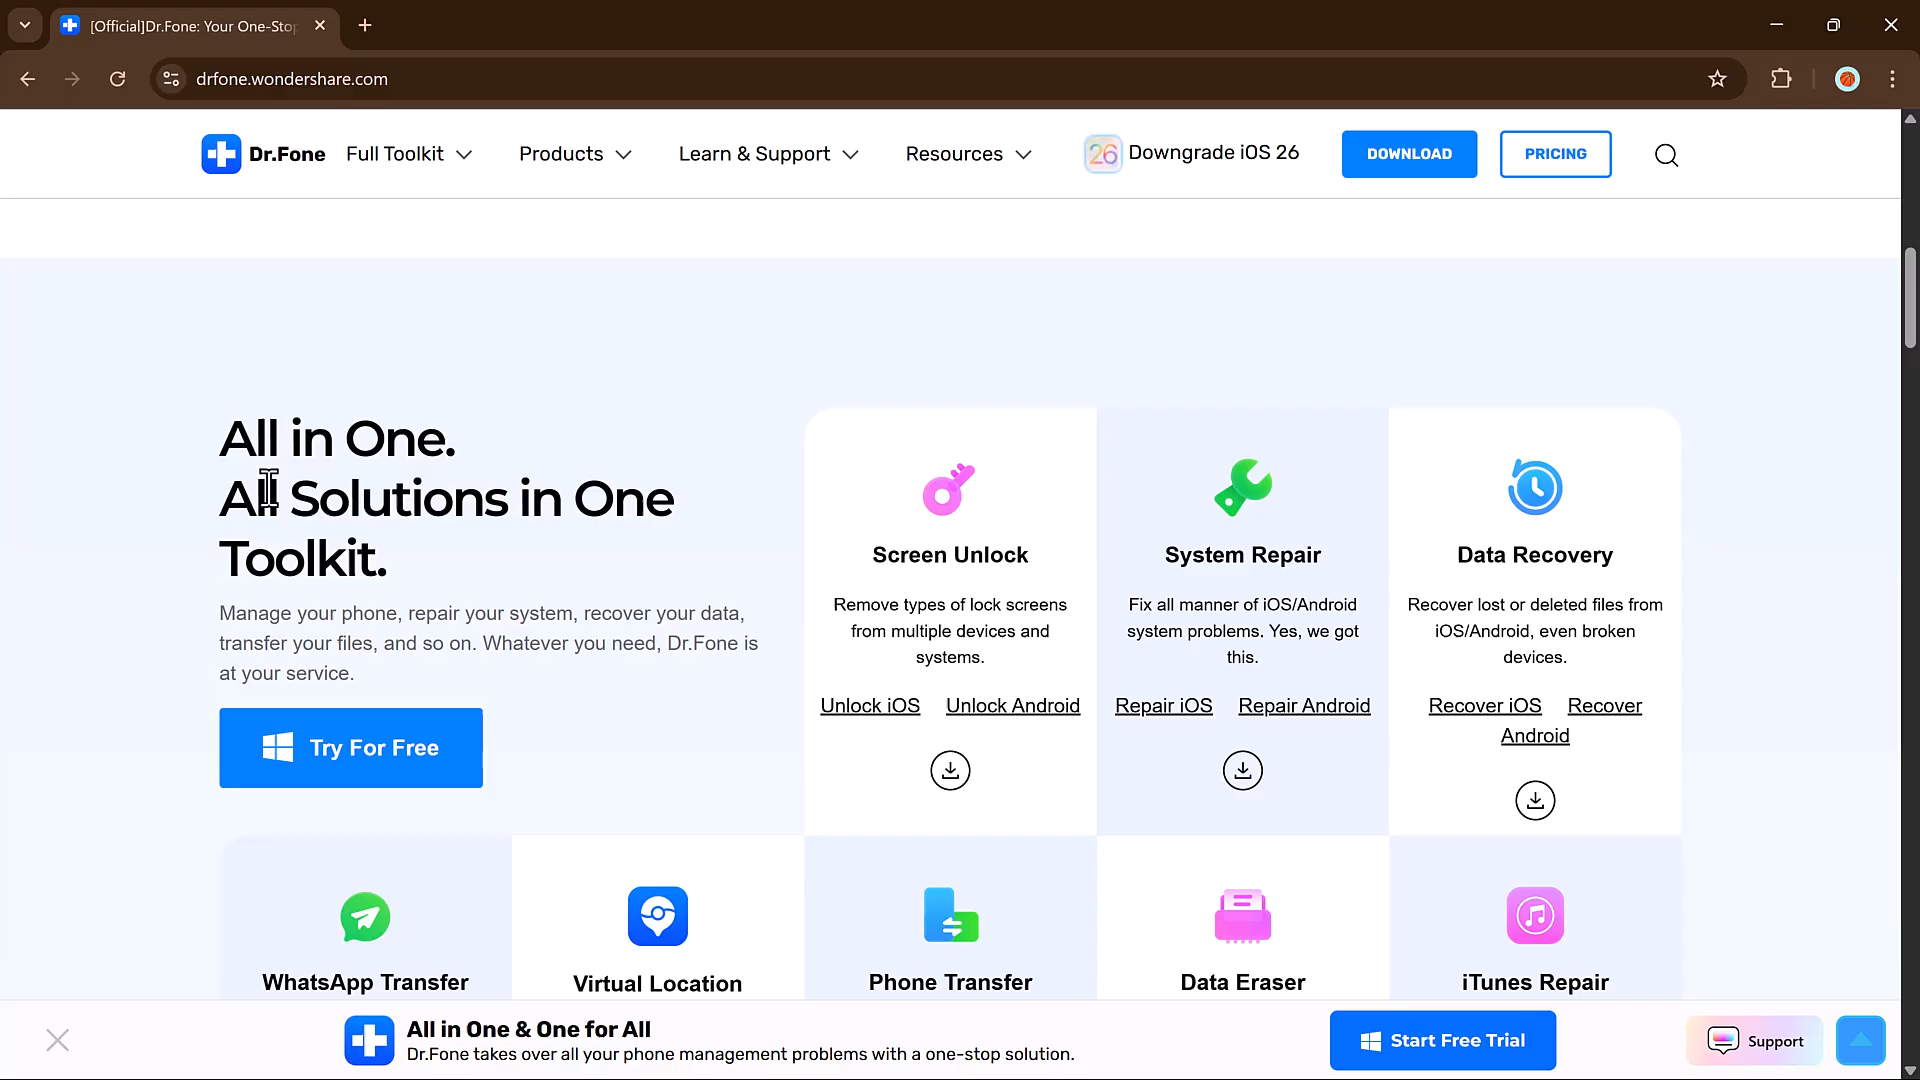 [Official]Dr.Fone: Your One-Stop
drfone.wondershare.com
Dr.Fone
Full Toolkit
Products
Learn & Support
Resources
26
Downgrade iOS 26
DOWNLOAD
PRICING
All in One.
All Solutions in One
Toolkit.
Manage your phone, repair your system, recover your data,
transfer your files, and so on. Whatever you need, Dr.Fone is
at your service.
Try For Free
Screen Unlock
Remove types of lock screens
from multiple devices and
systems.
Unlock iOS Unlock Android
System Repair
Fix all manner of iOS/Android
system problems. Yes, we got
this.
Repair iOS Repair Android
Data Recovery
Recover lost or deleted files from
iOS/Android, even broken
devices.
Recover iOS Recover
Android
WhatsApp Transfer
Virtual Location
Phone Transfer
Data Eraser
iTunes Repair
All in One & One for All
Dr.Fone takes over all your phone management problems with a one-stop solution.
Start Free Trial
Support